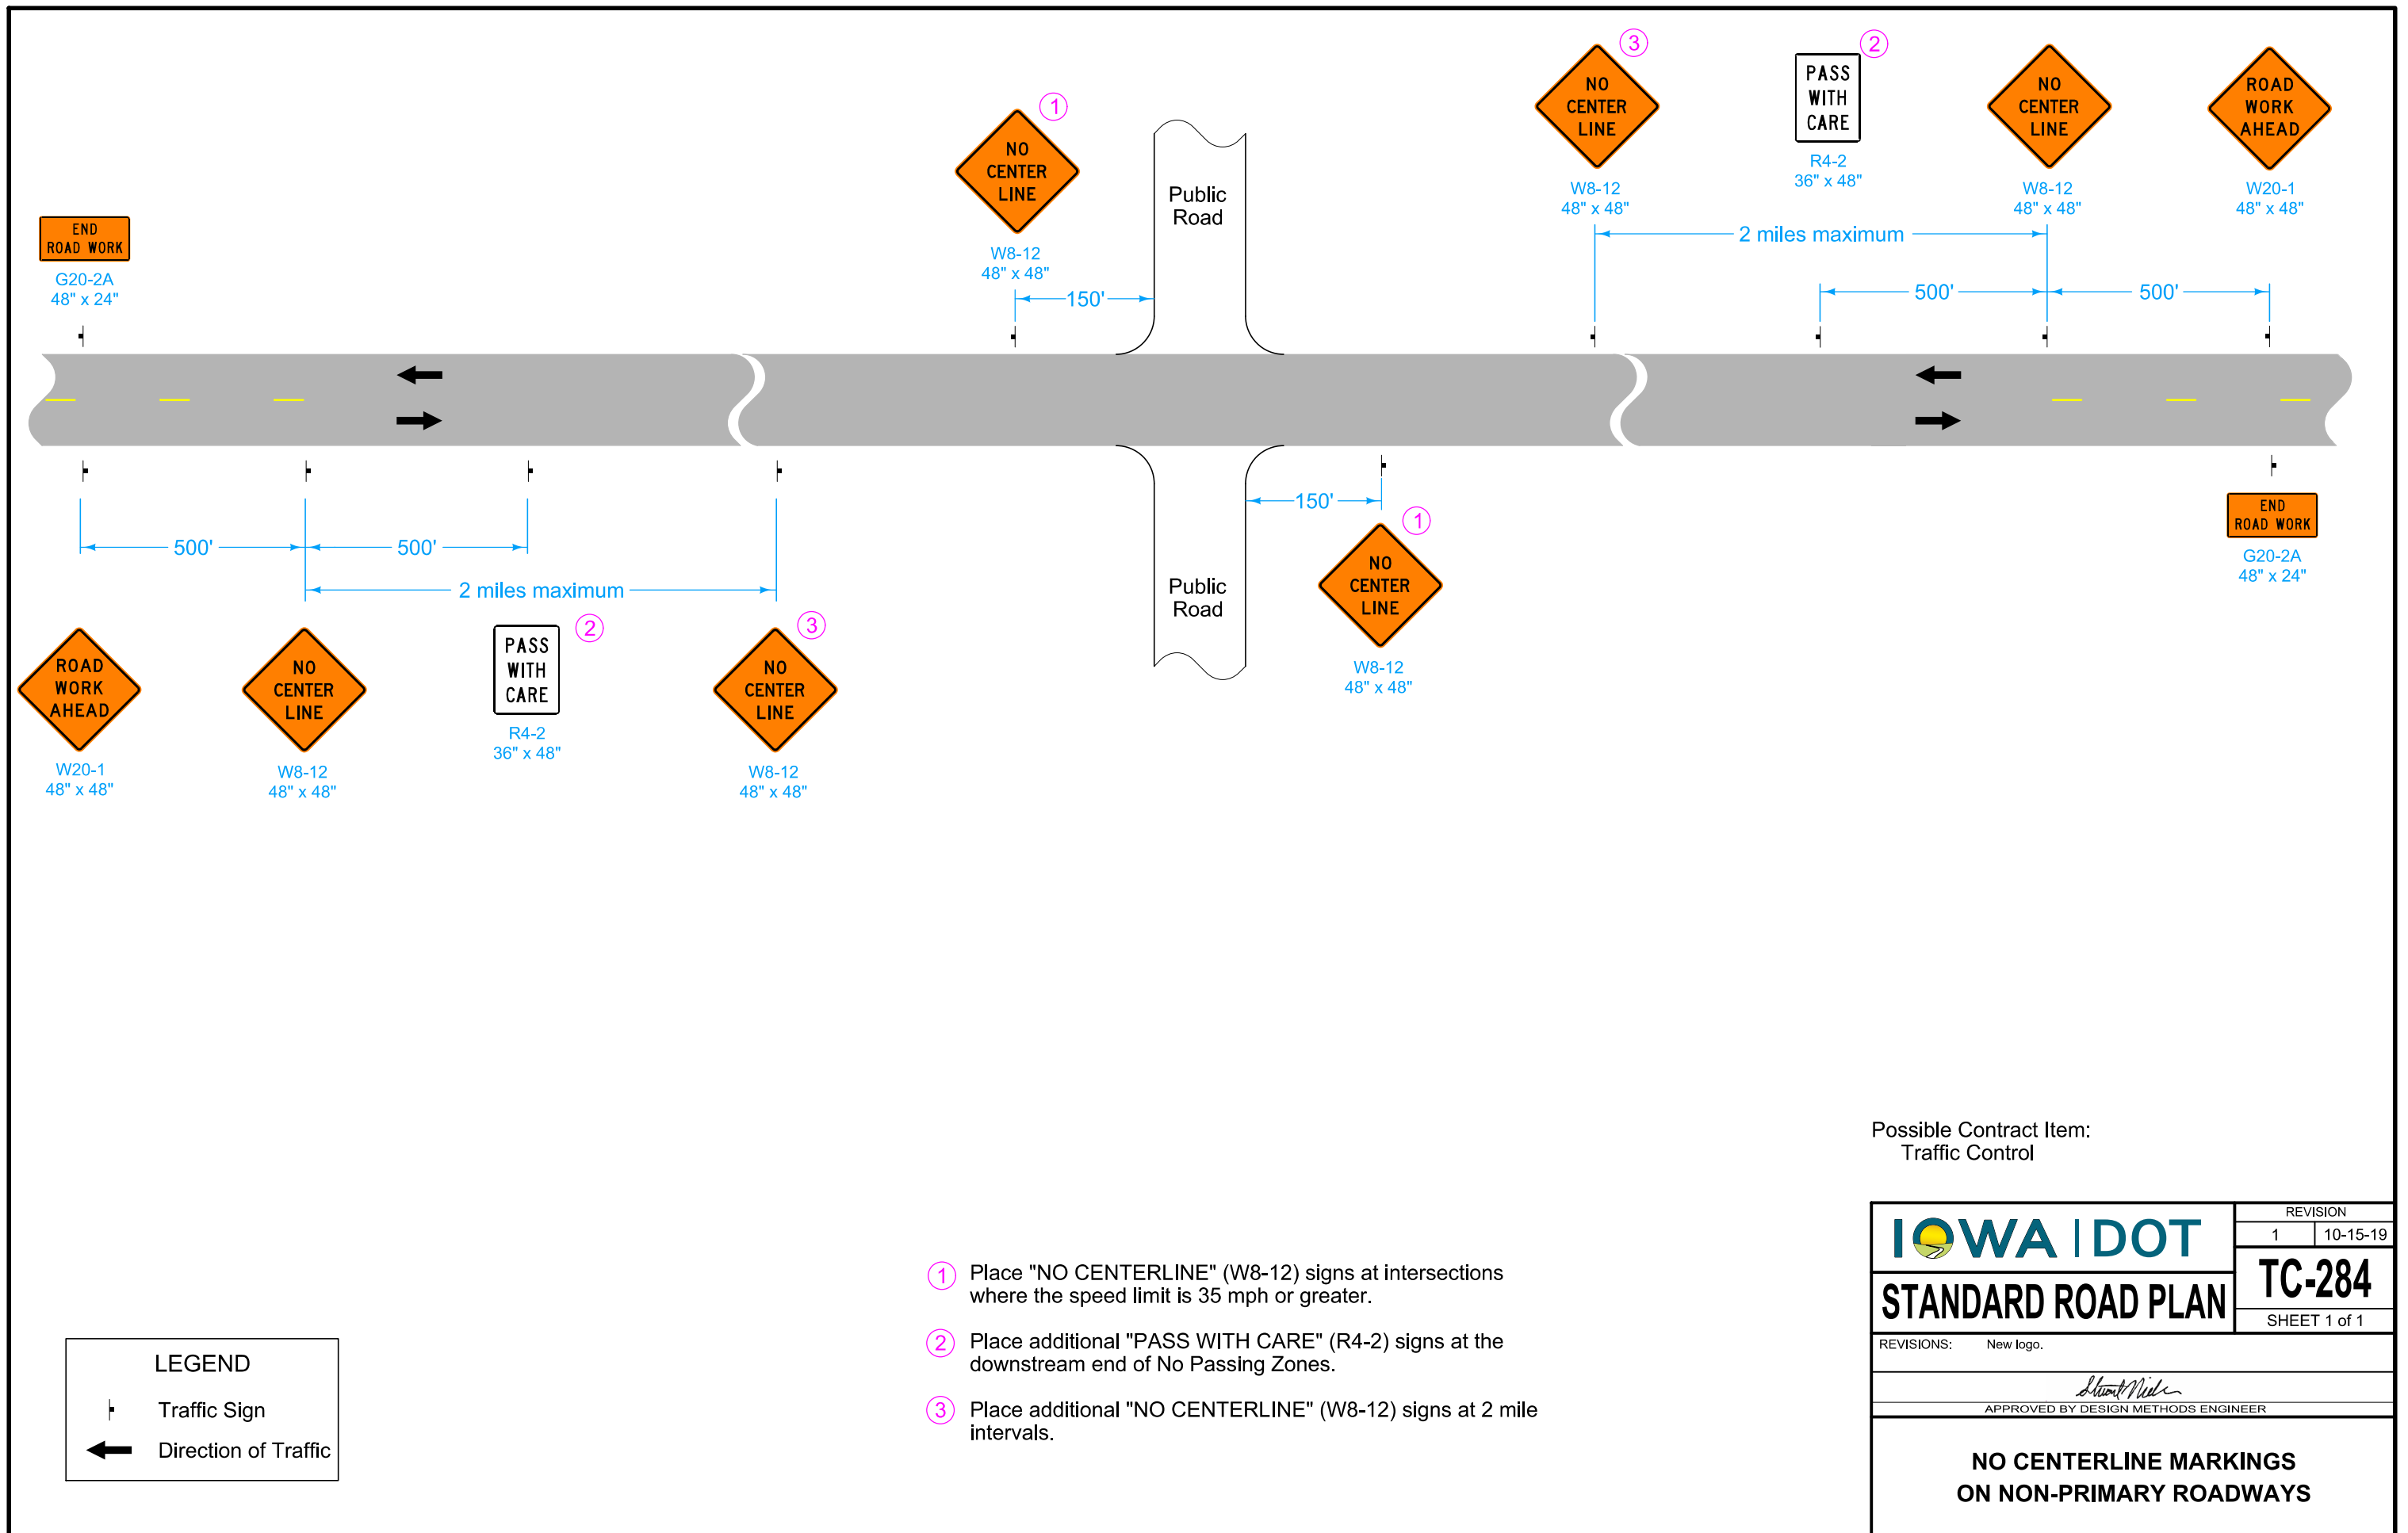 3
2
NO
CENTER
LINE
W8-12
48" x 48"
PASS
WITH
CARE
R4-2
36" x 48"
NO
CENTER
LINE
W8-12
48" x 48"
ROAD
WORK
AHEAD
W20-1
48" x 48"
1
NO
CENTER
LINE
W8-12
48" x 48"
Public
Road
END
ROAD WORK
G20-2A
48" x 24"
2 miles maximum
150'
500'
500'
500'
500'
2 miles maximum
150'
1
NO
CENTER
LINE
W8-12
48" x 48"
END
ROAD WORK
G20-2A
48" x 24"
Public
Road
ROAD
WORK
AHEAD
W20-1
48" x 48"
NO
CENTER
LINE
W8-12
48" x 48"
2
PASS
WITH
CARE
R4-2
36" x 48"
3
NO
CENTER
LINE
W8-12
48" x 48"
Possible Contract Item:
Traffic Control
1 Place "NO CENTERLINE" (W8-12) signs at intersections
where the speed limit is 35 mph or greater.
2 Place additional "PASS WITH CARE" (R4-2) signs at the
downstream end of No Passing Zones.
3 Place additional "NO CENTERLINE" (W8-12) signs at 2 mile
intervals.
LEGEND
Traffic Sign
Direction of Traffic
IOWA DOT
STANDARD ROAD PLAN
REVISION
1 10-15-19
TC-284
SHEET 1 of 1
REVISIONS: New logo.
APPROVED BY DESIGN METHODS ENGINEER
NO CENTERLINE MARKINGS
ON NON-PRIMARY ROADWAYS